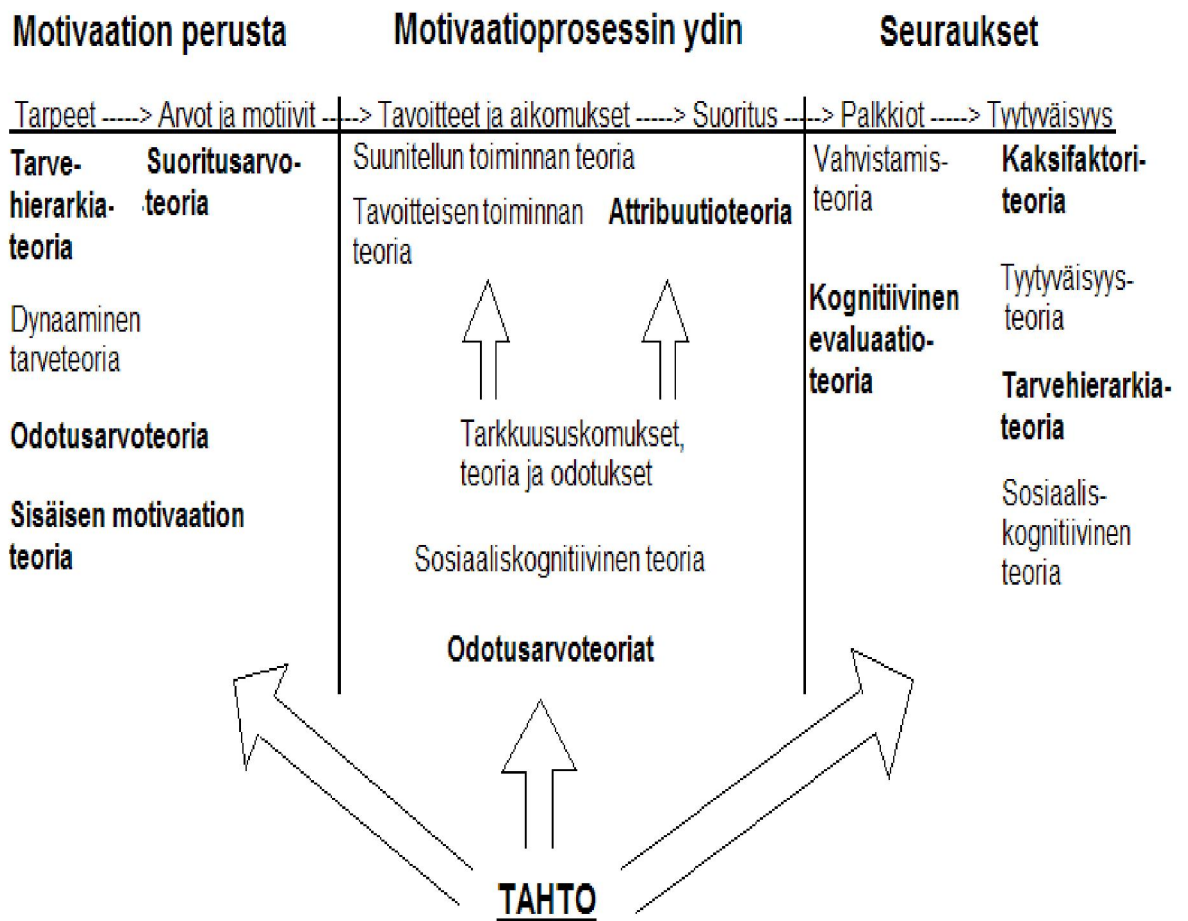 Motivaation perusta
Motivaatioprosessin ydin
Seuraukset
Tarpeet -----> Arvot ja motiivit -----> Tavoitteet ja aikomukset -----> Suoritus -----> Palkkiot -----> Tyytyväisyys
Tarve-
hierarkia-
teoria
Suoritusarvo-
teoria
Dynaaminen
tarveteoria
Odotusarvoteoria
Sisäisen motivaation
teoria
Suunitellun toiminnan teoria
Tavoitteisen toiminnan
teoria
Attribuutioteoria
Tarkkuususkomukset,
teoria ja odotukset
Sosiaaliskognitiivinen teoria
Odotusarvoteoriat
Vahvistamis-
teoria
Kognitiivinen
evaluaatio-
teoria
Kaksifaktori-
teoria
Tyytyväisyys-
teoria
Tarvehierarkia-
teoria
Sosiaalis-
kognitiivinen
teoria
TAHTO